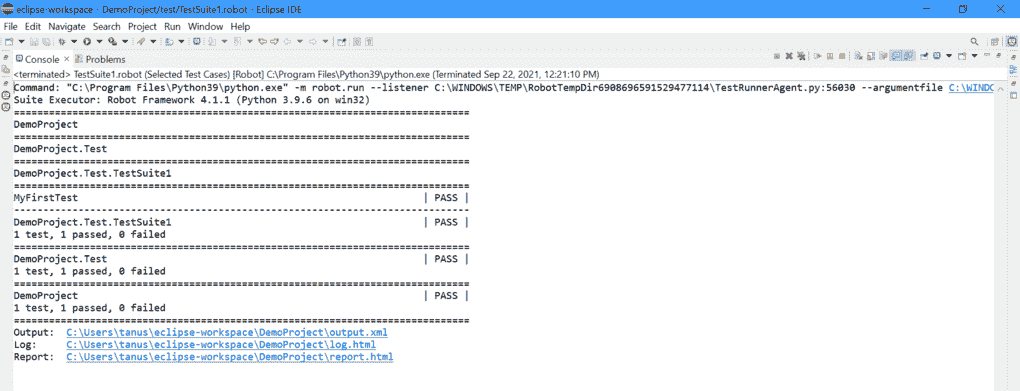 eclipse-workspace - DemoProject/test/TestSuite1.robot - Eclipse IDE
File Edit Navigate Search Project Run Window Help
Console Problems
<terminated> TestSuite1.robot (Selected Test Cases) [Robot] C:\Program Files\Python39\python.exe (Terminated Sep 22, 2021, 12:21:10 PM)
Command: "C:\Program Files\Python39\python.exe" -m robot.run --listener C:\WINDOWS\TEMP\RobotTempDir6908696591529477114\TestRunnerAgent.py:56030 --argumentfile C:\WINDO
Suite Executor: Robot Framework 4.1.1 (Python 3.9.6 on win32)
==============================================================================
DemoProject
==============================================================================
DemoProject.Test
==============================================================================
DemoProject.Test.TestSuite1
==============================================================================
MyFirstTest | PASS |
------------------------------------------------------------------------------
DemoProject.Test.TestSuite1 | PASS |
1 test, 1 passed, 0 failed
==============================================================================
DemoProject.Test | PASS |
1 test, 1 passed, 0 failed
==============================================================================
DemoProject | PASS |
1 test, 1 passed, 0 failed
==============================================================================
Output: C:\Users\tanus\eclipse-workspace\DemoProject\output.xml
Log: C:\Users\tanus\eclipse-workspace\DemoProject\log.html
Report: C:\Users\tanus\eclipse-workspace\DemoProject\report.html